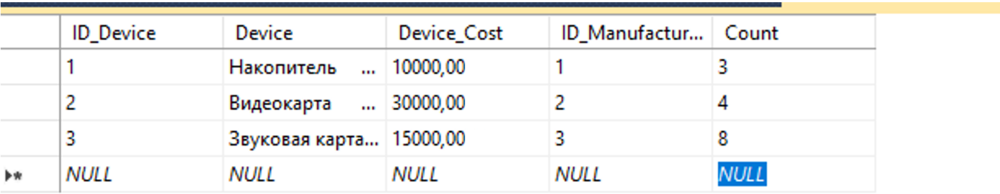 ID_Device Device Device_Cost ID_Manufactur... Count
1 Накопитель ... 10000,00 1 3
2 Видеокарта ... 30000,00 2 4
3 Звуковая карта... 15000,00 3 8
NULL NULL NULL NULL NULL